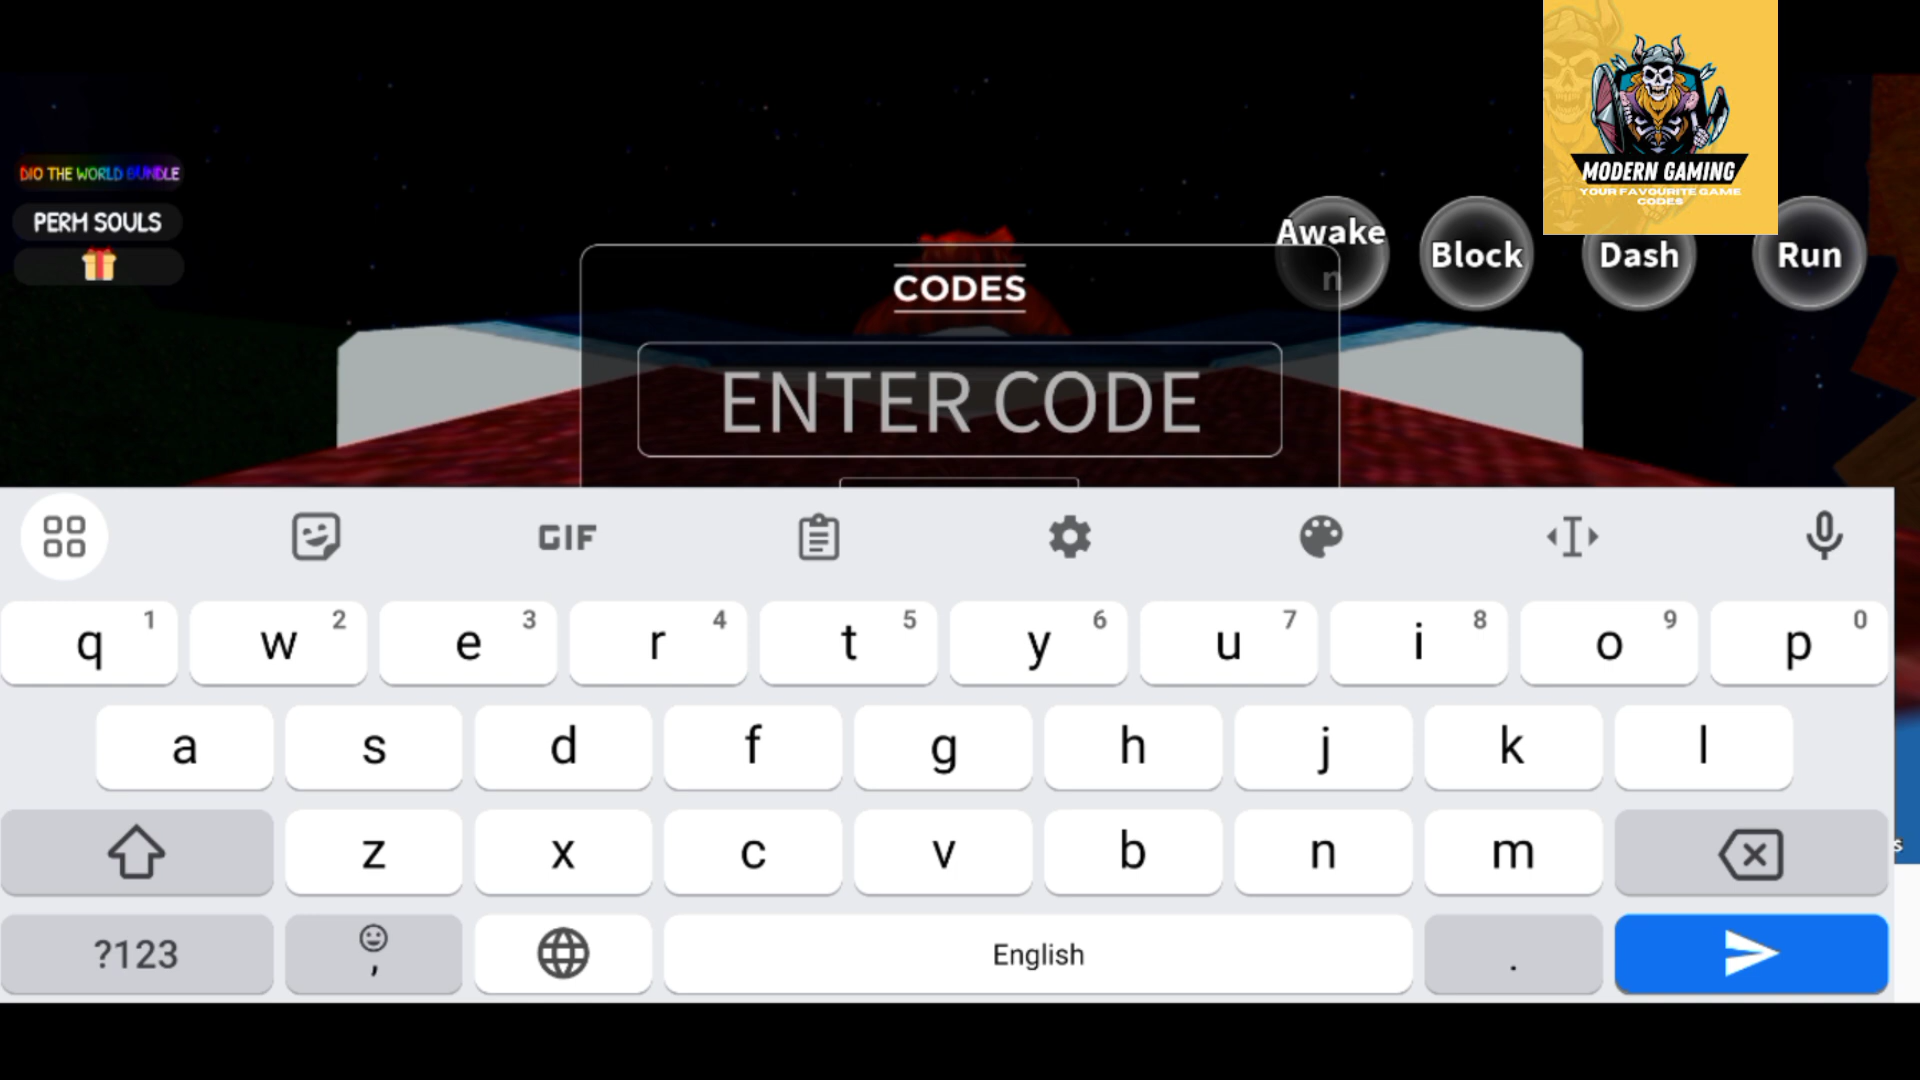 MODERN GAMING
YOUR FAVOURITE GAME
CODES
DIO THE WORLD BUNDLE
PERM SOULS
Awake
n
Block
Dash
Run
CODES
ENTER CODE
GIF
q 1 w 2 e 3 r 4 t 5 y 6 u 7 i 8 o 9 p 0
a s d f g h j k l
z x c v b n m
s
?123 , English .